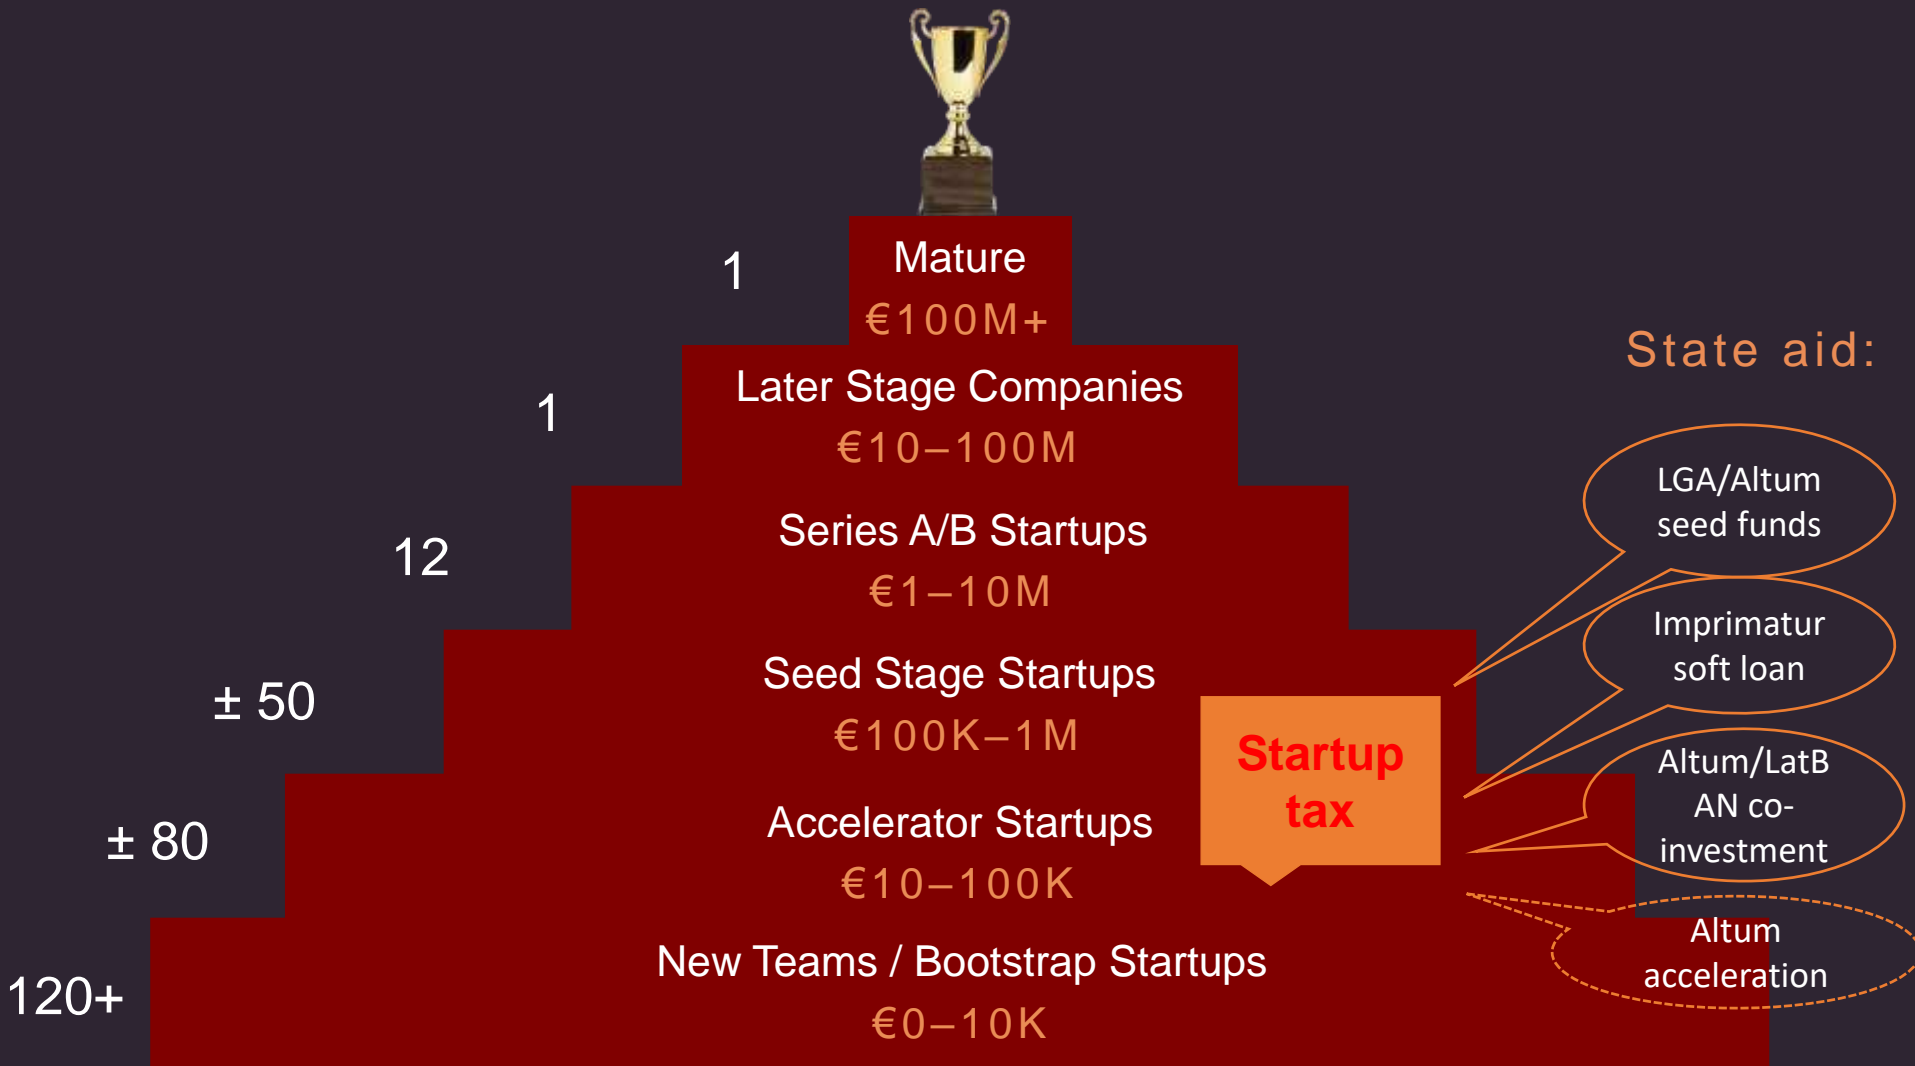 1
Mature
€100M+
State aid:
1
Later Stage Companies
€10–100M
LGA/Altum
seed funds
12
Series A/B Startups
€1–10M
Imprimatur
soft loan
± 50
Seed Stage Startups
€100K–1M
Startup
tax
Altum/LatB
AN co-
investment
± 80
Accelerator Startups
€10–100K
Altum
acceleration
120+
New Teams / Bootstrap Startups
€0–10K